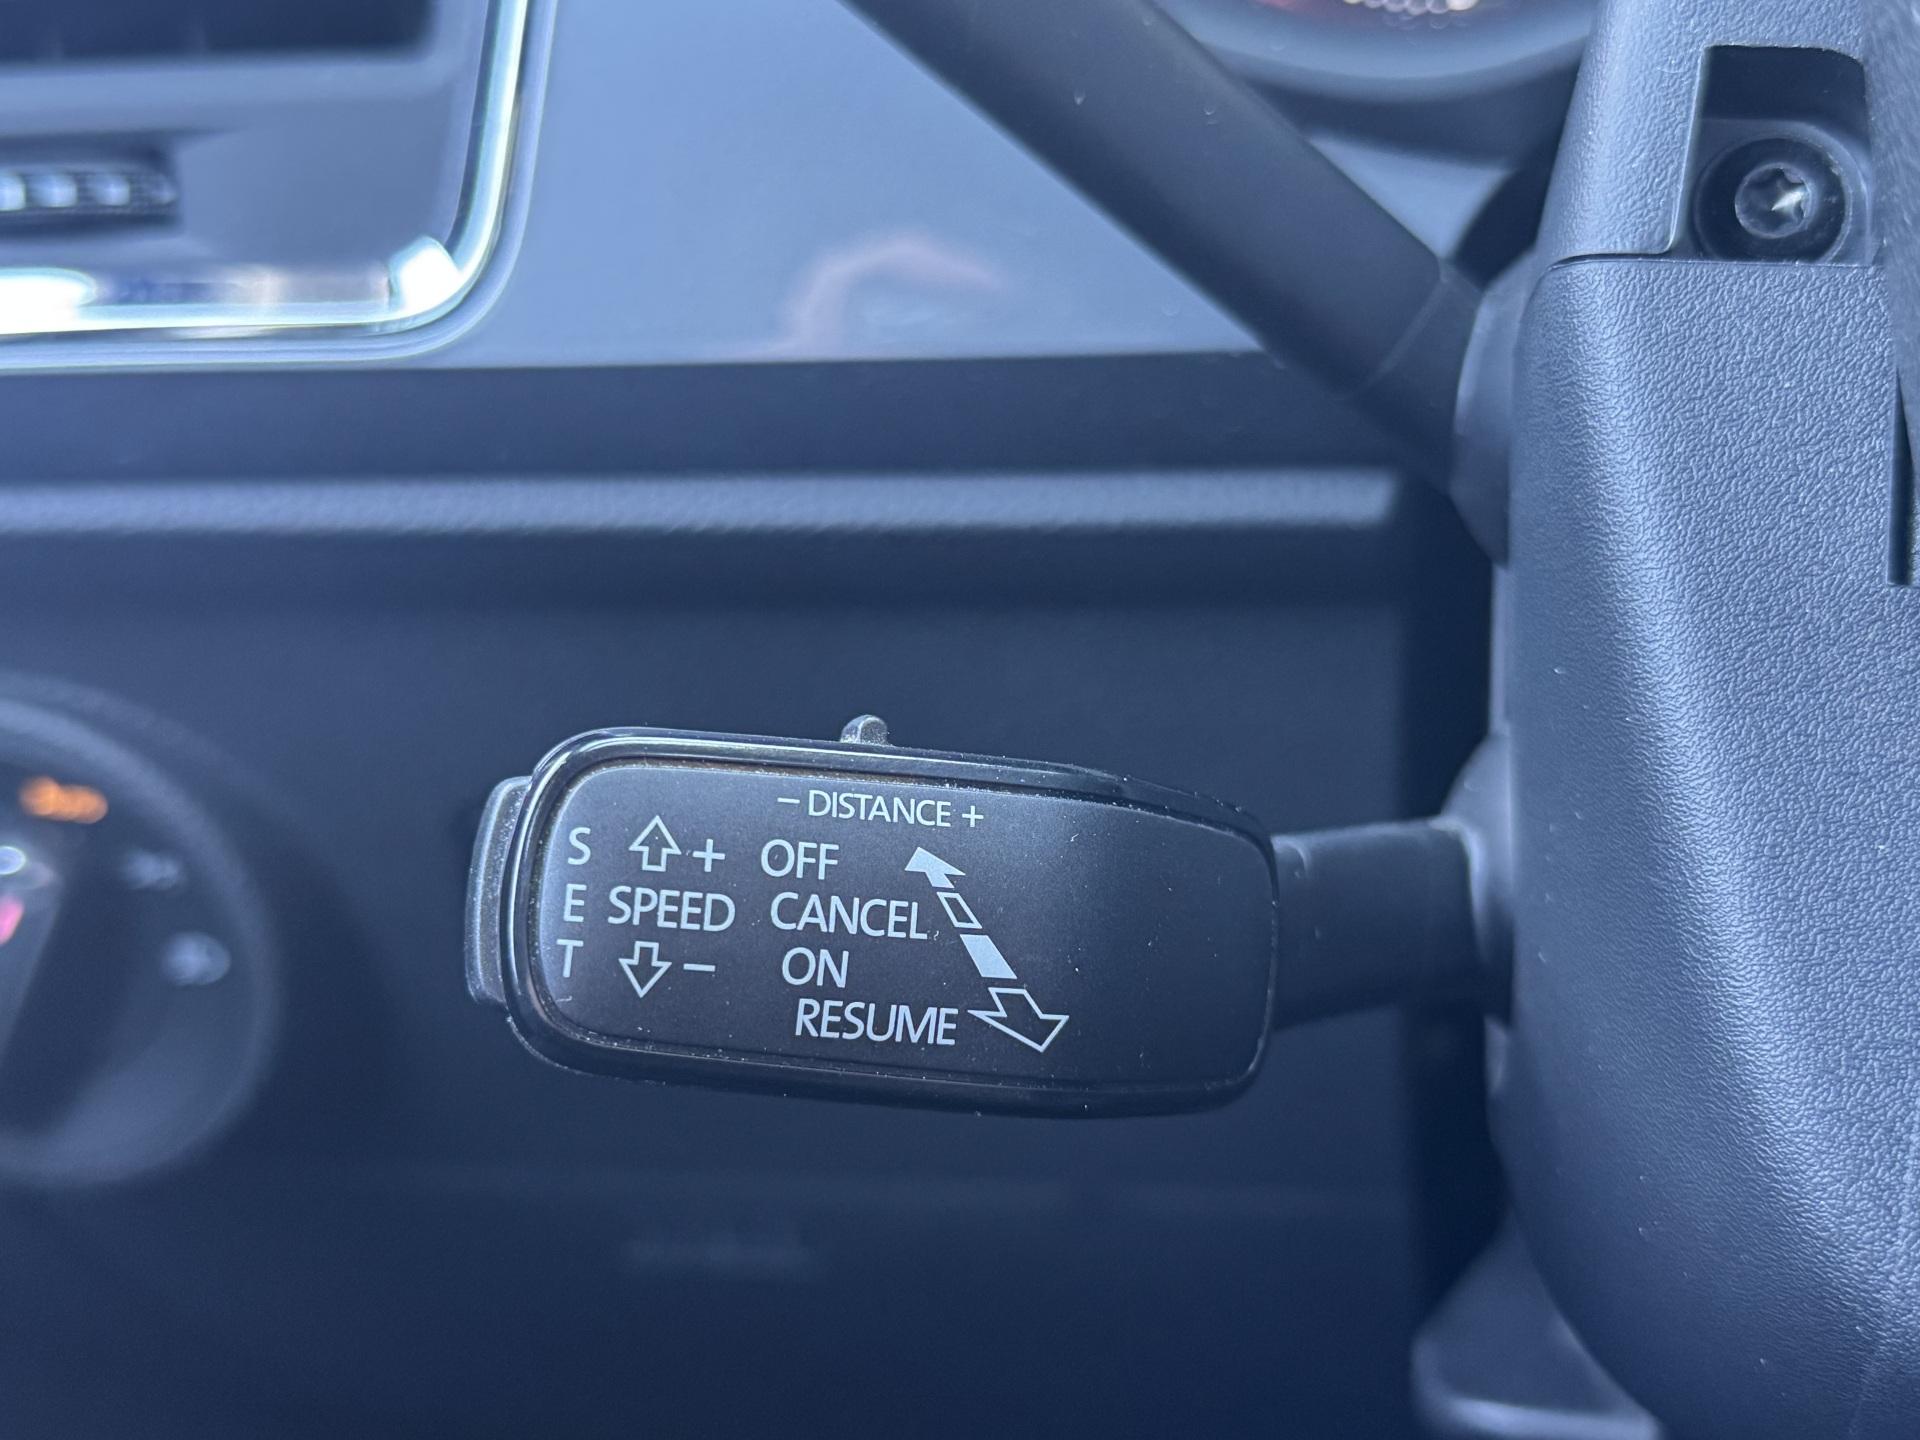 – DISTANCE +
S + OFF
E SPEED CANCEL
T – ON
RESUME